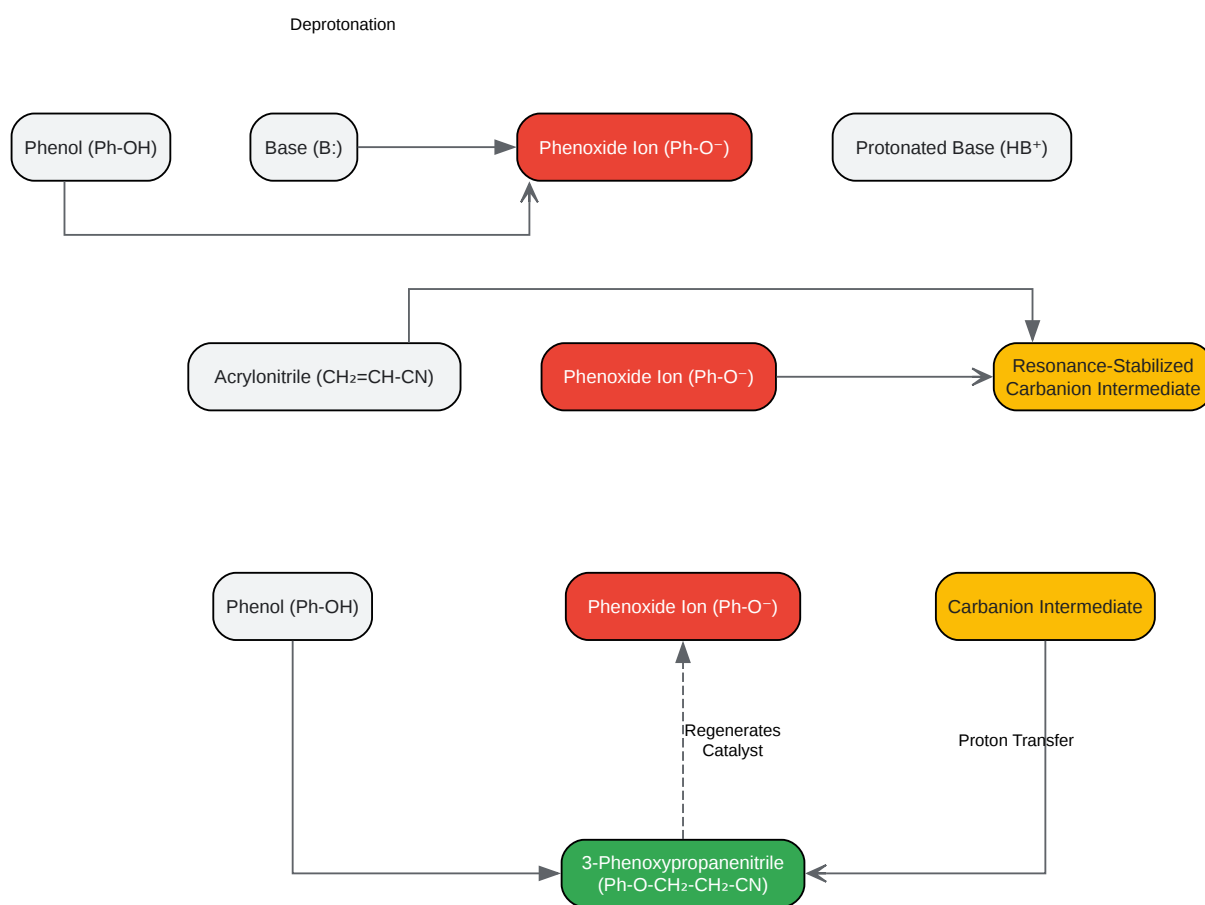 Deprotonation
Phenol (Ph-OH)
Base (B:)
Phenoxide Ion (Ph-O⁻)
Protonated Base (HB⁺)
Acrylonitrile (CH₂=CH-CN)
Phenoxide Ion (Ph-O⁻)
Resonance-Stabilized
Carbanion Intermediate
Phenol (Ph-OH)
Phenoxide Ion (Ph-O⁻)
Carbanion Intermediate
Regenerates
Catalyst
Proton Transfer
3-Phenoxypropanenitrile
(Ph-O-CH₂-CH₂-CN)